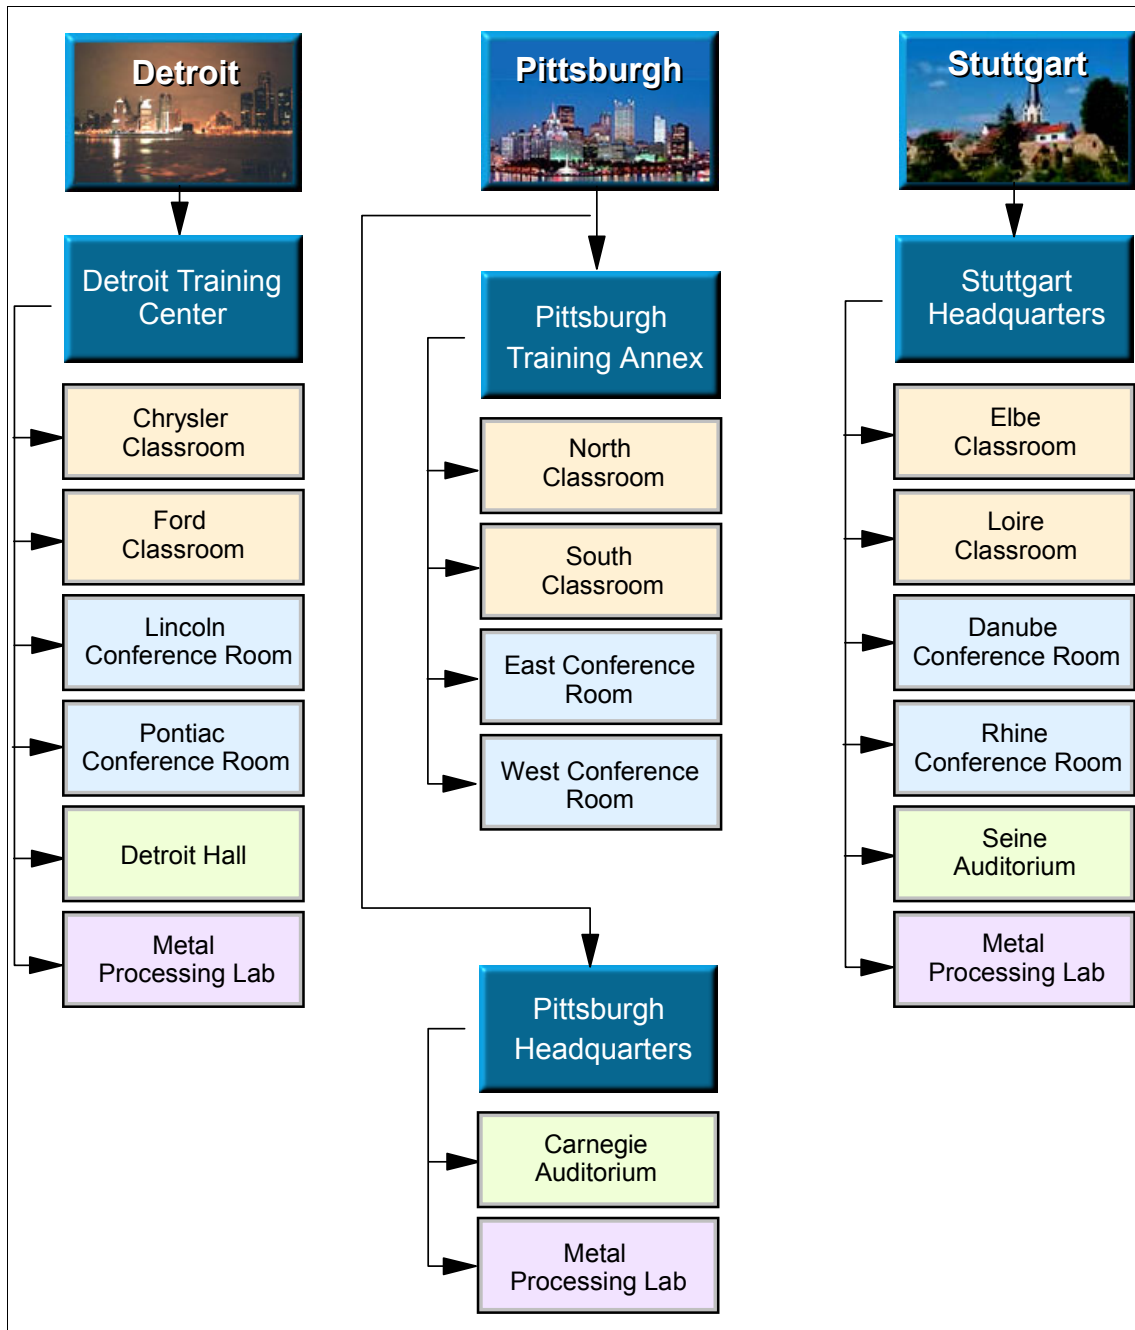 Detroit
Detroit Training
Center
Chrysler
Classroom
Ford
Classroom
Lincoln
Conference Room
Pontiac
Conference Room
Detroit Hall
Metal
Processing Lab
Pittsburgh
Pittsburgh
Training Annex
North
Classroom
South
Classroom
East Conference
Room
West Conference
Room
Pittsburgh
Headquarters
Carnegie
Auditorium
Metal
Processing Lab
Stuttgart
Stuttgart
Headquarters
Elbe
Classroom
Loire
Classroom
Danube
Conference Room
Rhine
Conference Room
Seine
Auditorium
Metal
Processing Lab